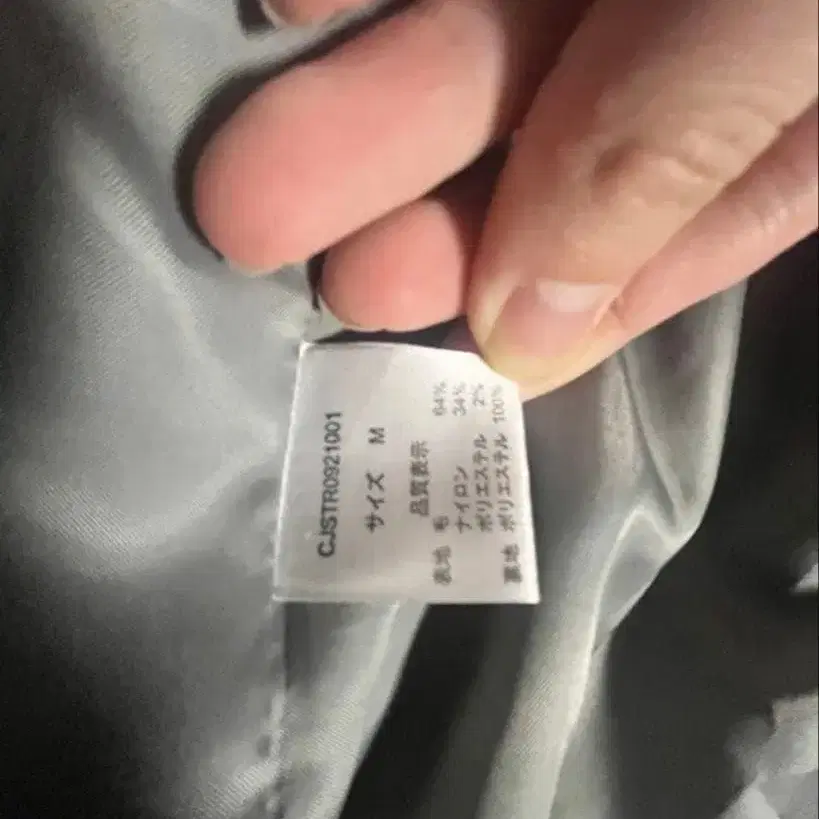 CJSTR0921001
サイズ M
品質表示
表地 毛 64%
ナイロン 34%
ポリエステル 2%
裏地 ポリエステル 100%